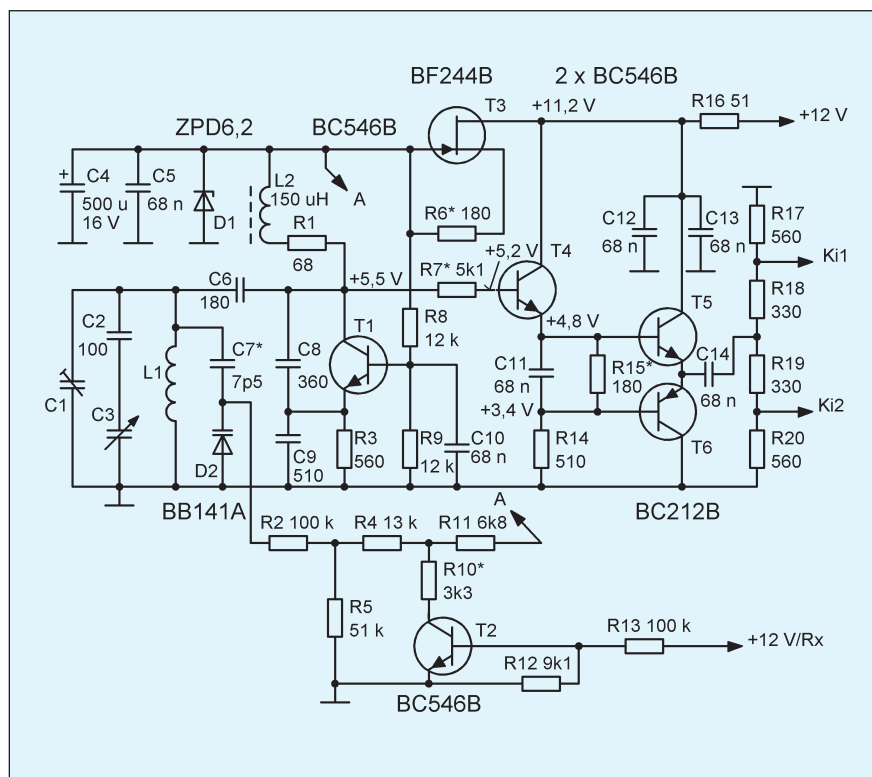 BF244B
2 x BC546B
T3
+11,2 V
R16 51
+12 V
ZPD6,2
BC546B
+
C4
500 u
16 V
C5
68 n
D1
L2
150 uH
R1
68
A
R6* 180
+5,2 V
T4
C12
68 n
C13
68 n
R17
560
Ki1
C6
180
+5,5 V
R7* 5k1
R18
330
C2
100
L1
C7*
7p5
C8
360
T1
R8
12 k
+4,8 V
T5
C14
68 n
C1
C3
C11
68 n
R15*
180
R19
330
+3,4 V
Ki2
D2
C9
510
R3
560
R9
12 k
C10
68 n
R14
510
T6
R20
560
BB141A
A
BC212B
R2 100 k
R4 13 k
R11 6k8
R10*
3k3
R5
51 k
T2
R13 100 k
+12 V/Rx
R12 9k1
BC546B